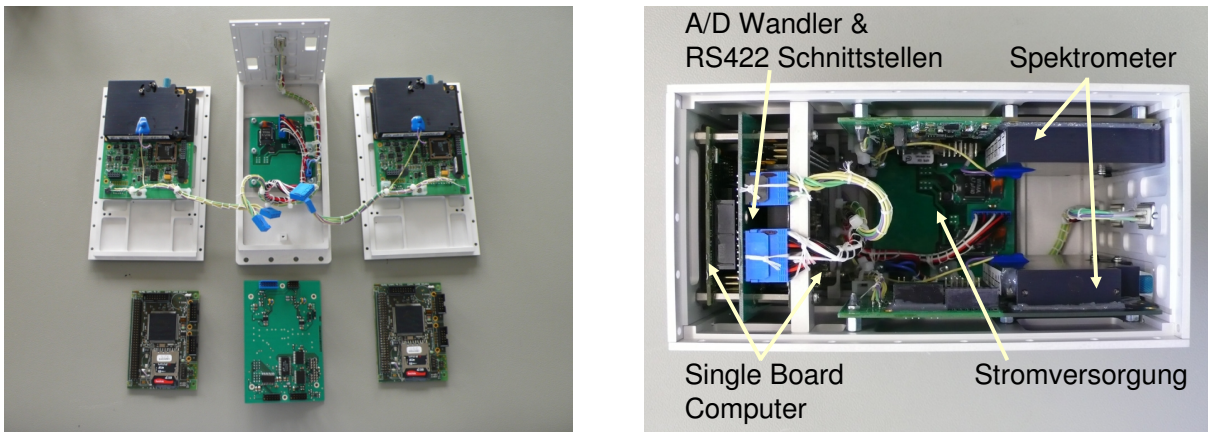 A/D Wandler &
RS422 Schnittstellen
Spektrometer
Single Board
Computer
Stromversorgung